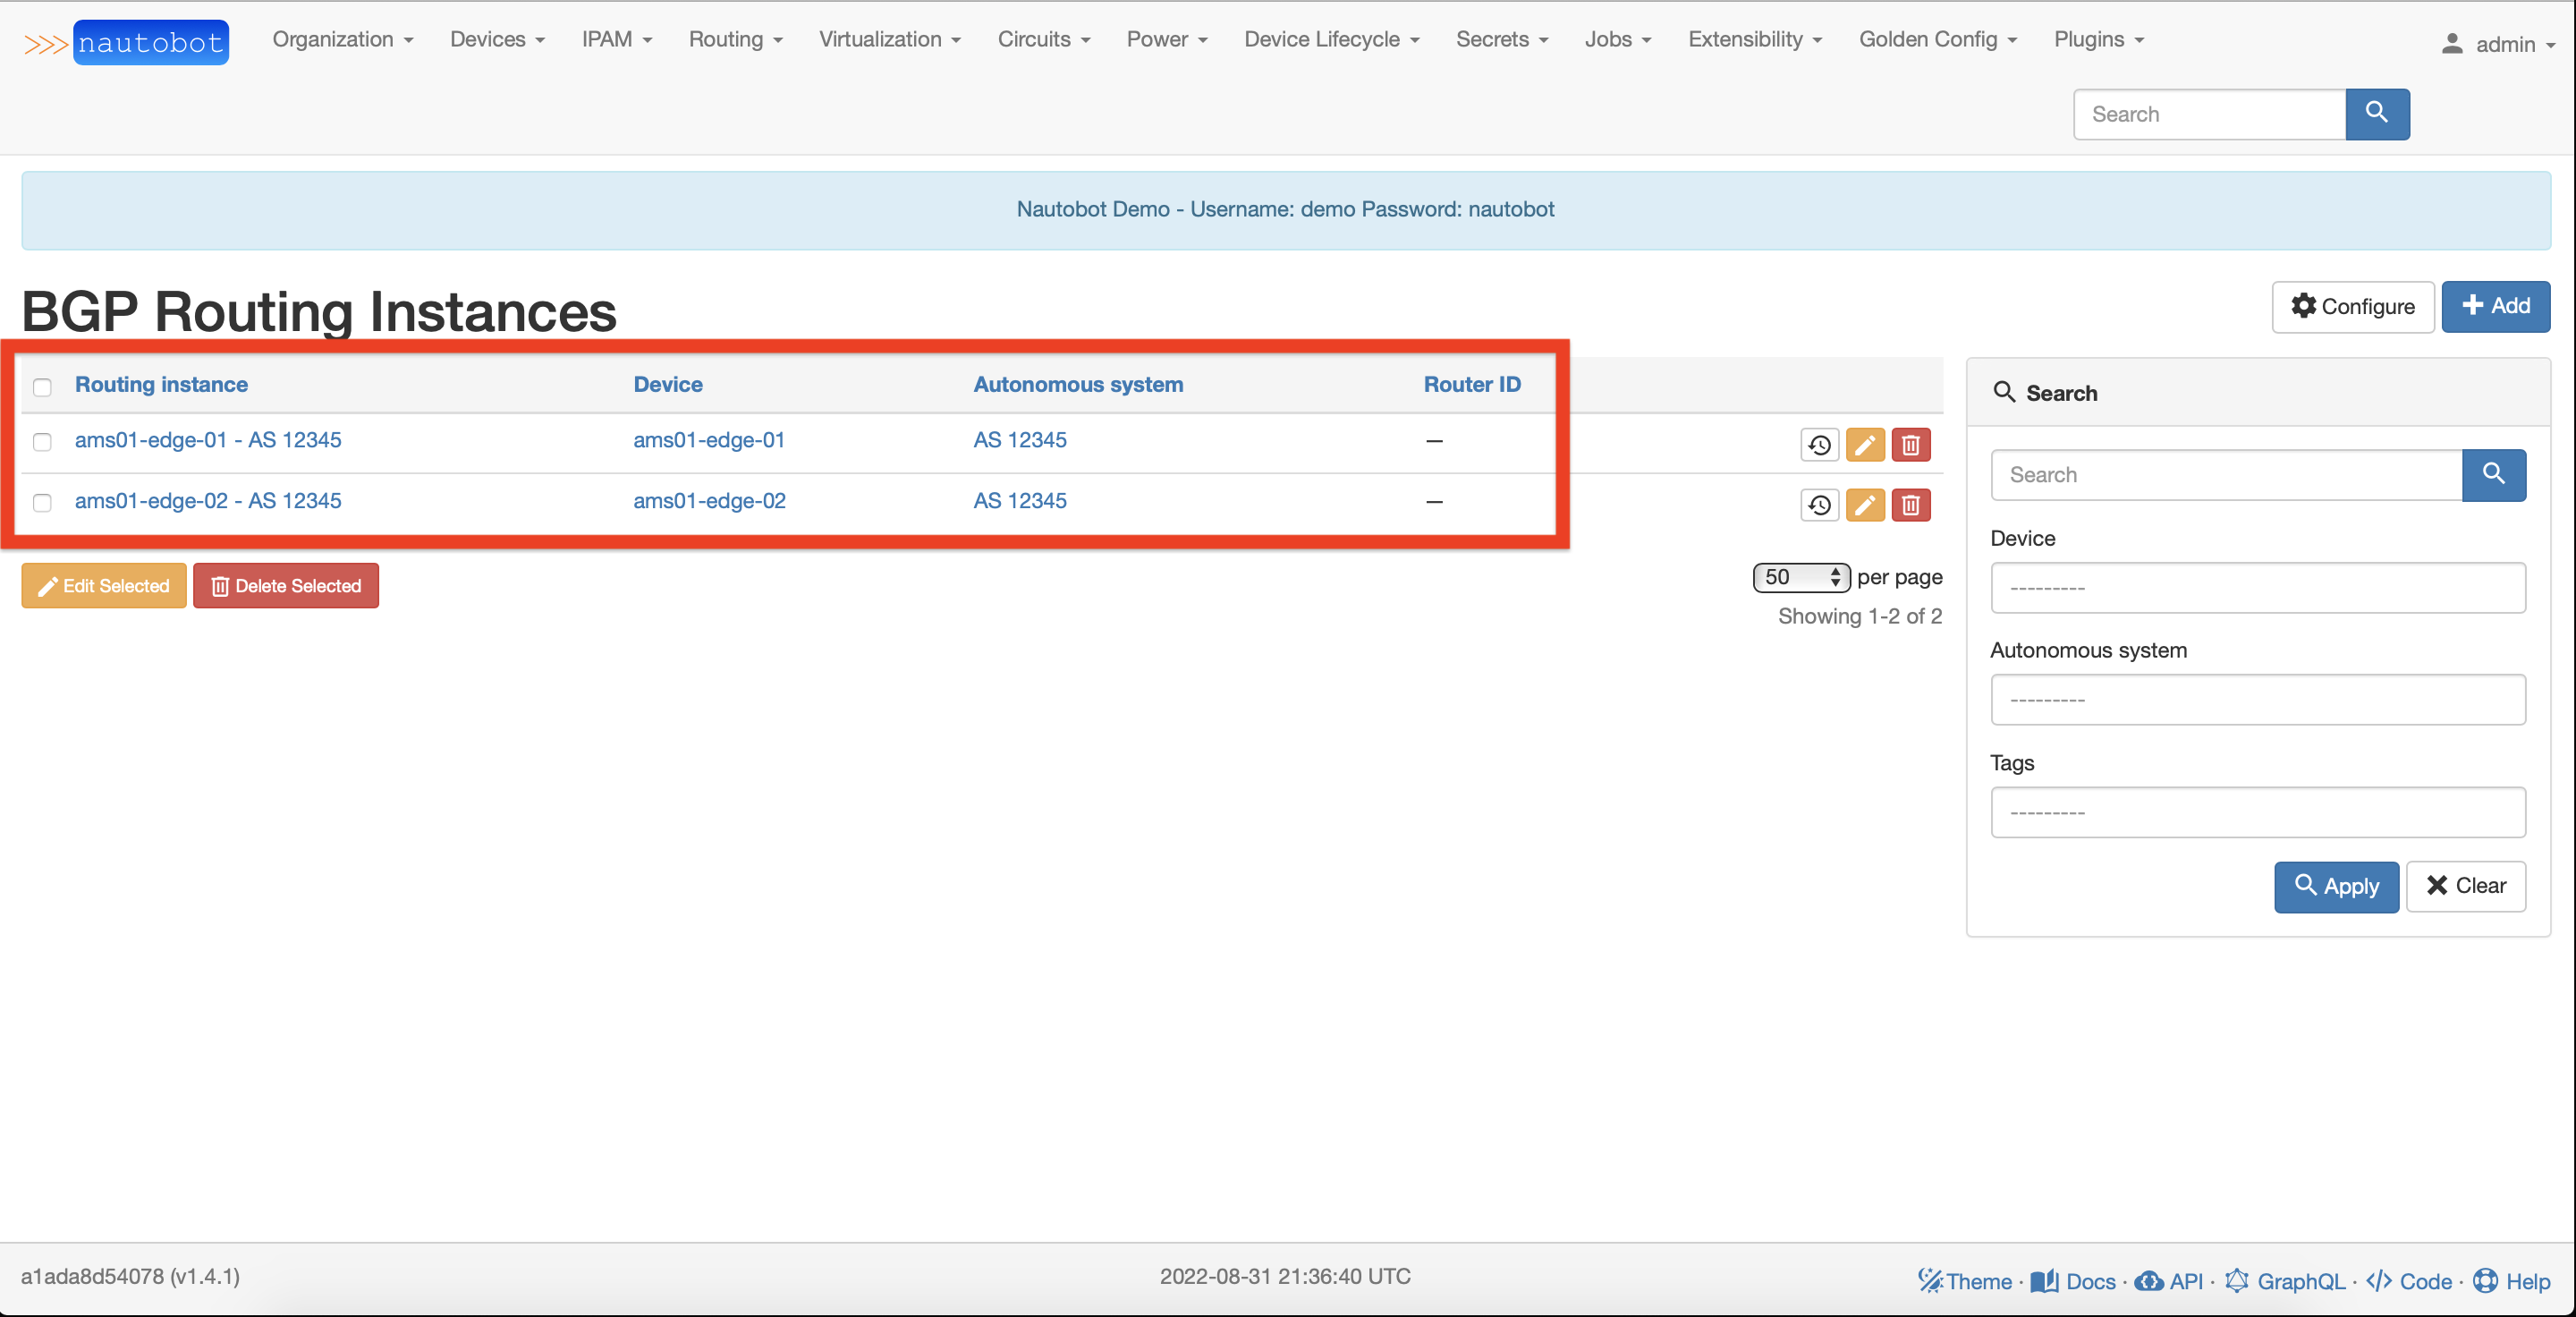 >>> nautobot Organization Devices IPAM Routing Virtualization Circuits Power Device Lifecycle Secrets Jobs Extensibility Golden Config Plugins admin
Search
Nautobot Demo - Username: demo Password: nautobot
BGP Routing Instances
Configure Add
Routing instance Device Autonomous system Router ID
ams01-edge-01 - AS 12345 ams01-edge-01 AS 12345 —
ams01-edge-02 - AS 12345 ams01-edge-02 AS 12345 —
Edit Selected Delete Selected
50 per page
Showing 1-2 of 2
Search
Search
Device
---------
Autonomous system
---------
Tags
---------
Apply Clear
a1ada8d54078 (v1.4.1) 2022-08-31 21:36:40 UTC Theme · Docs · API · GraphQL · Code · Help